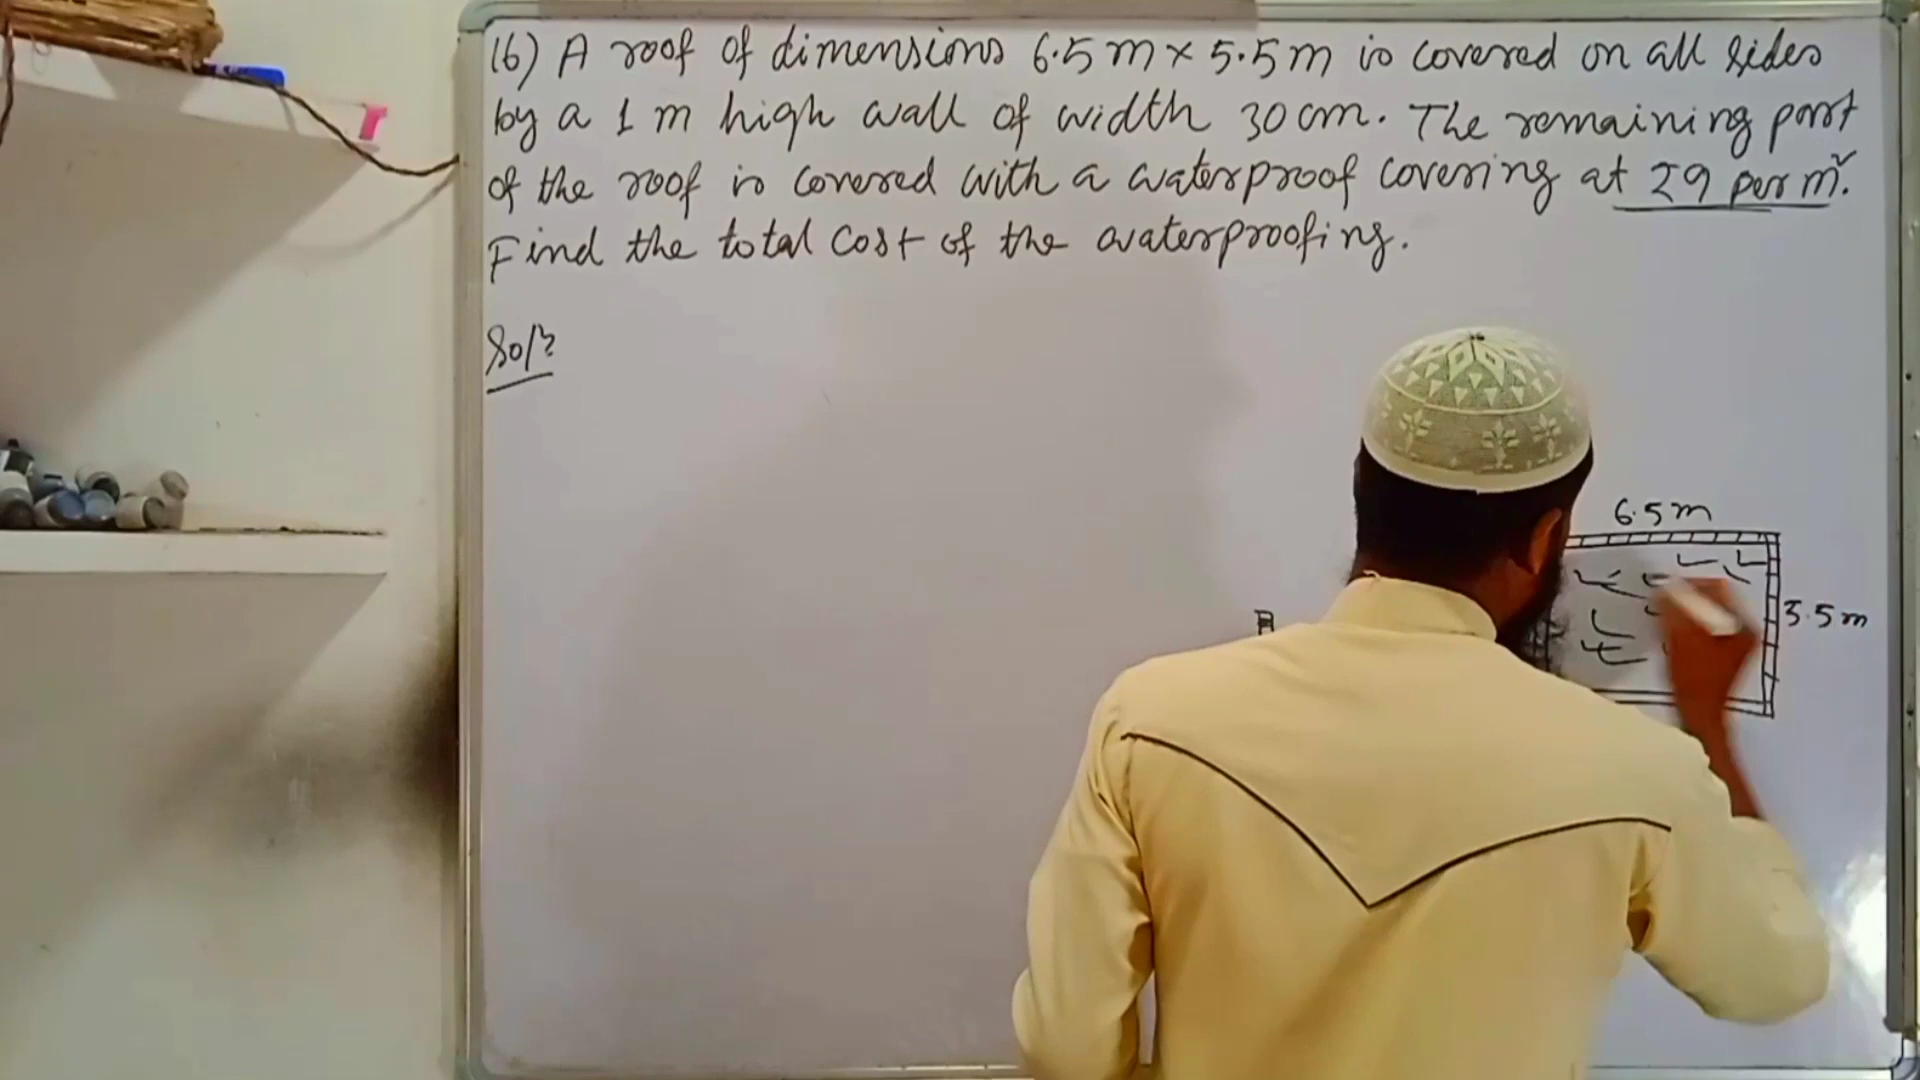 16) A roof of dimensions 6.5 m × 5.5 m is covered on all sides
by a 1 m high wall of width 30 cm. The remaining part
of the roof is covered with a waterproof covering at ₹9 per m².
Find the total cost of the waterproofing.
Solⁿ
6.5 m
5.5 m